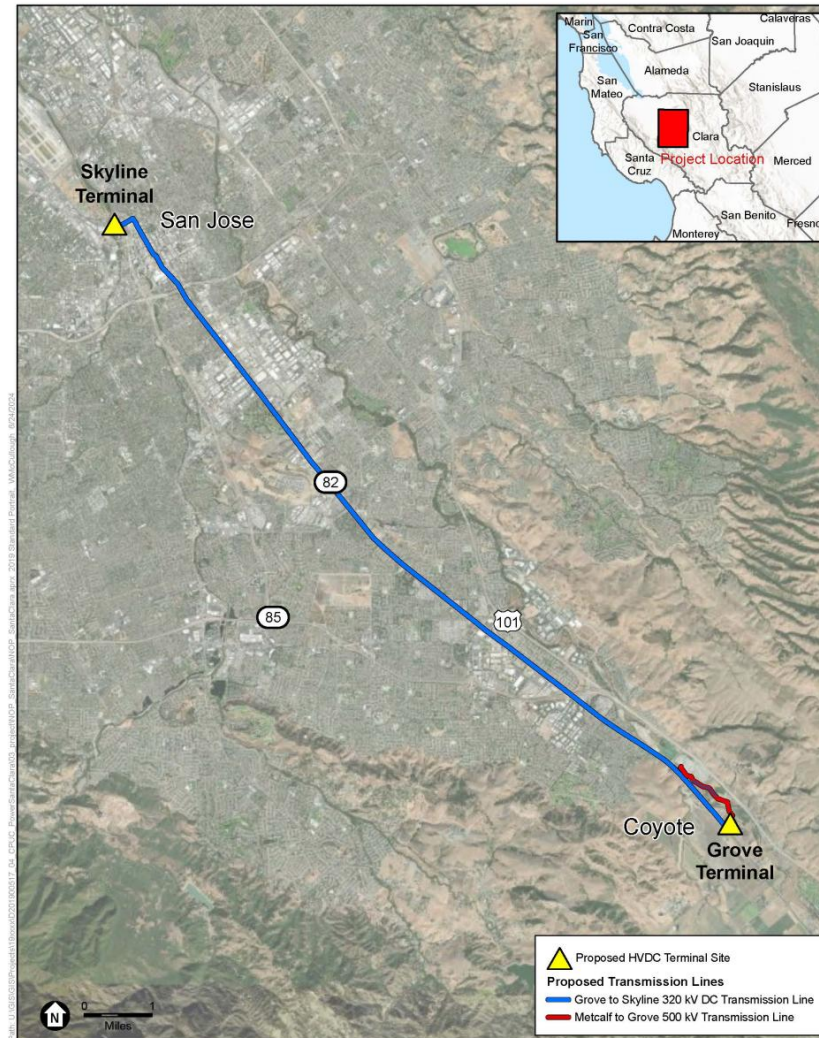 Marin
San
Francisco
Contra Costa
Calaveras
San Joaquin
Alameda
San
Mateo
Stanislaus
Clara
Project Location
Santa
Cruz
Merced
San Benito
Monterey
Fresno
Skyline
Terminal
San Jose
82
85
101
Coyote
Grove
Terminal
N
0
1
Miles
Proposed HVDC Terminal Site
Proposed Transmission Lines
Grove to Skyline 320 kV DC Transmission Line
Metcalf to Grove 500 kV Transmission Line